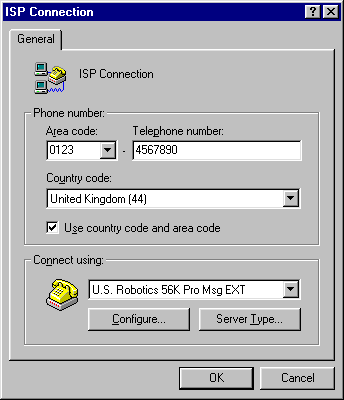 ISP Connection
General
ISP Connection
Phone number:
Area code: Telephone number:
0123 - 4567890
Country code:
United Kingdom (44)
Use country code and area code
Connect using:
U.S. Robotics 56K Pro Msg EXT
Configure... Server Type...
OK Cancel